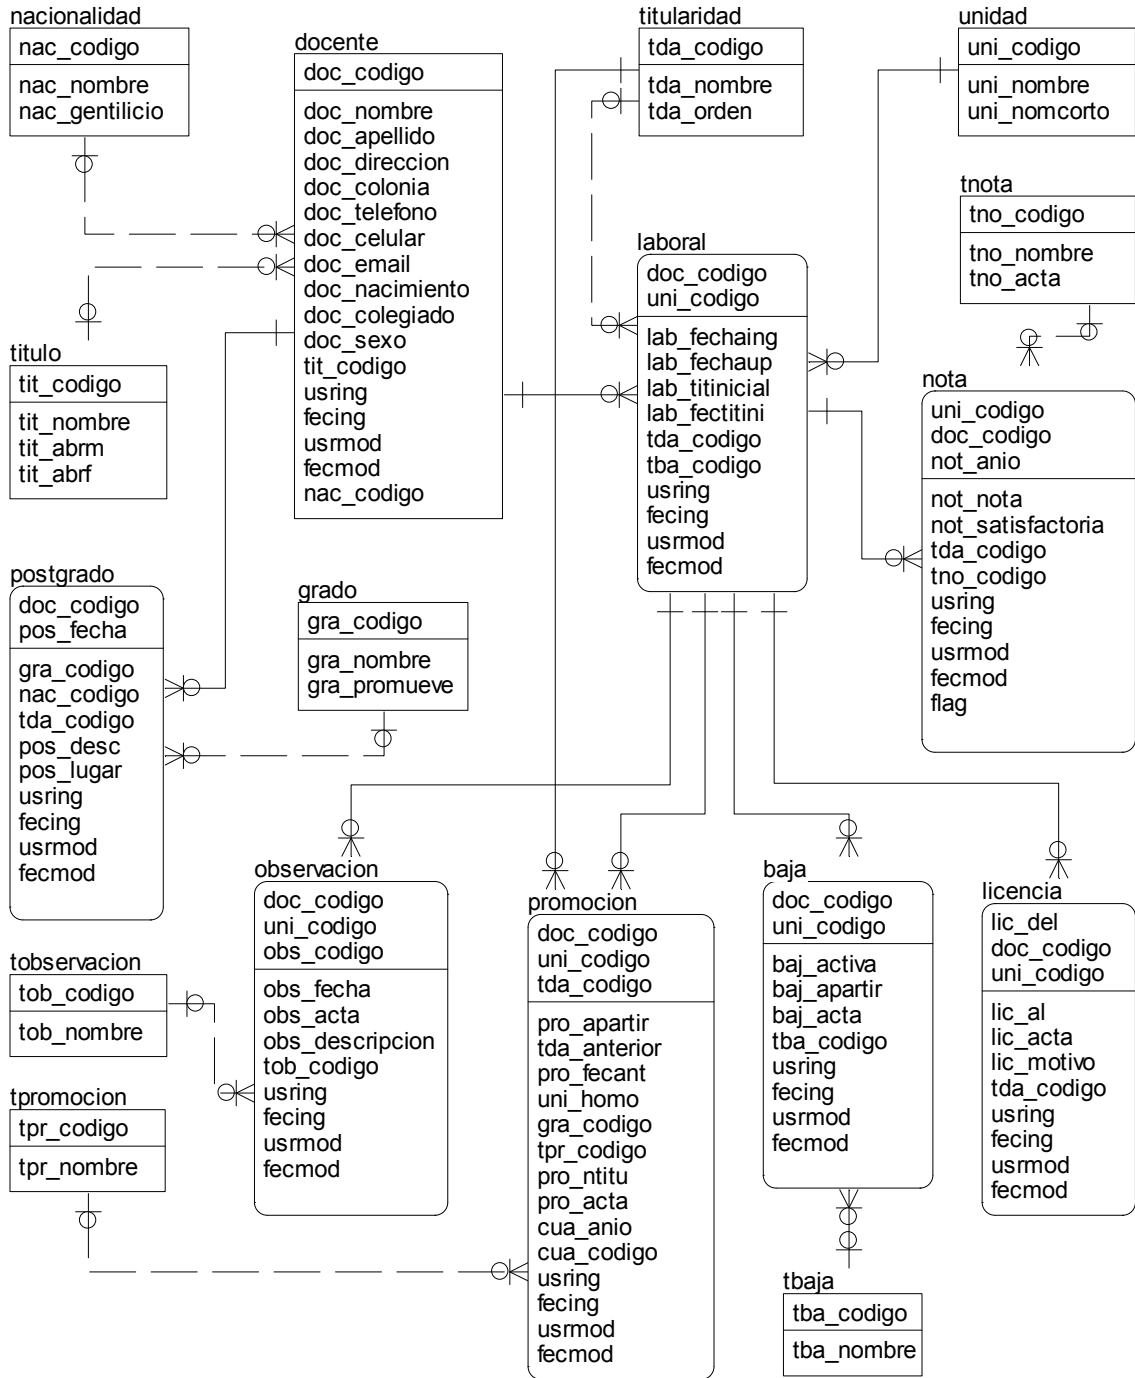 nacionalidad
nac_codigo
nac_nombre
nac_gentilicio
docente
doc_codigo
doc_nombre
doc_apellido
doc_direccion
doc_colonia
doc_telefono
doc_celular
doc_email
doc_nacimiento
doc_colegiado
doc_sexo
tit_codigo
usring
fecing
usrmod
fecmod
nac_codigo
titularidad
tda_codigo
tda_nombre
tda_orden
unidad
uni_codigo
uni_nombre
uni_nomcorto
tnota
tno_codigo
tno_nombre
tno_acta
laboral
doc_codigo
uni_codigo
lab_fechaing
lab_fechaup
lab_titinicial
lab_fectitini
tda_codigo
tba_codigo
usring
fecing
usrmod
fecmod
titulo
tit_codigo
tit_nombre
tit_abrm
tit_abrf
nota
uni_codigo
doc_codigo
not_anio
not_nota
not_satisfactoria
tda_codigo
tno_codigo
usring
fecing
usrmod
fecmod
flag
postgrado
doc_codigo
pos_fecha
gra_codigo
nac_codigo
tda_codigo
pos_desc
pos_lugar
usring
fecing
usrmod
fecmod
grado
gra_codigo
gra_nombre
gra_promueve
observacion
doc_codigo
uni_codigo
obs_codigo
obs_fecha
obs_acta
obs_descripcion
tob_codigo
usring
fecing
usrmod
fecmod
promocion
doc_codigo
uni_codigo
tda_codigo
pro_apartir
tda_anterior
pro_fecant
uni_homo
gra_codigo
tpr_codigo
pro_ntitu
pro_acta
cua_anio
cua_codigo
usring
fecing
usrmod
fecmod
baja
doc_codigo
uni_codigo
baj_activa
baj_apartir
baj_acta
tba_codigo
usring
fecing
usrmod
fecmod
licencia
lic_del
doc_codigo
uni_codigo
lic_al
lic_acta
lic_motivo
tda_codigo
usring
fecing
usrmod
fecmod
tobservacion
tob_codigo
tob_nombre
tpromocion
tpr_codigo
tpr_nombre
tbaja
tba_codigo
tba_nombre